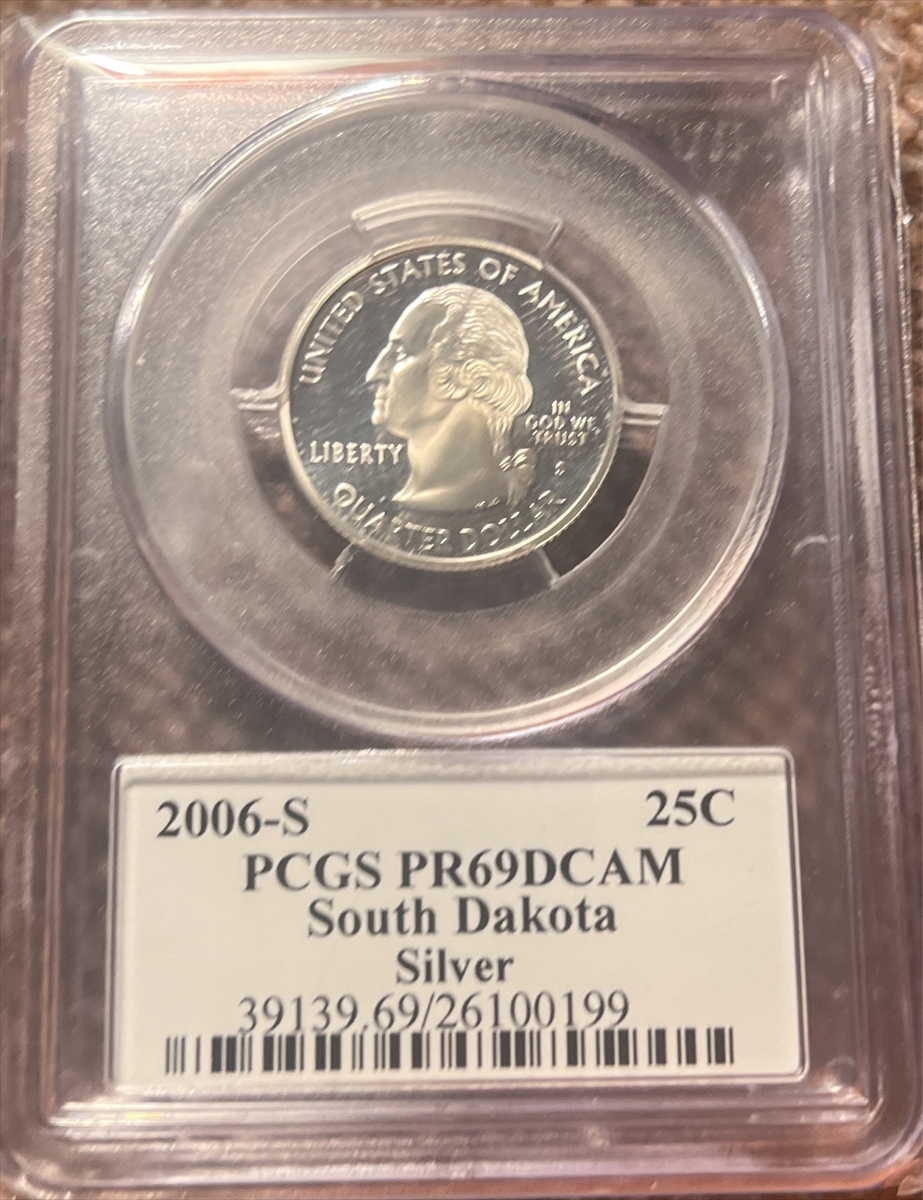 UNITED STATES OF AMERICA
IN
GOD WE
TRUST
LIBERTY
S
QUARTER DOLLAR
2006-S 25C
PCGS PR69DCAM
South Dakota
Silver
39139.69/26100199